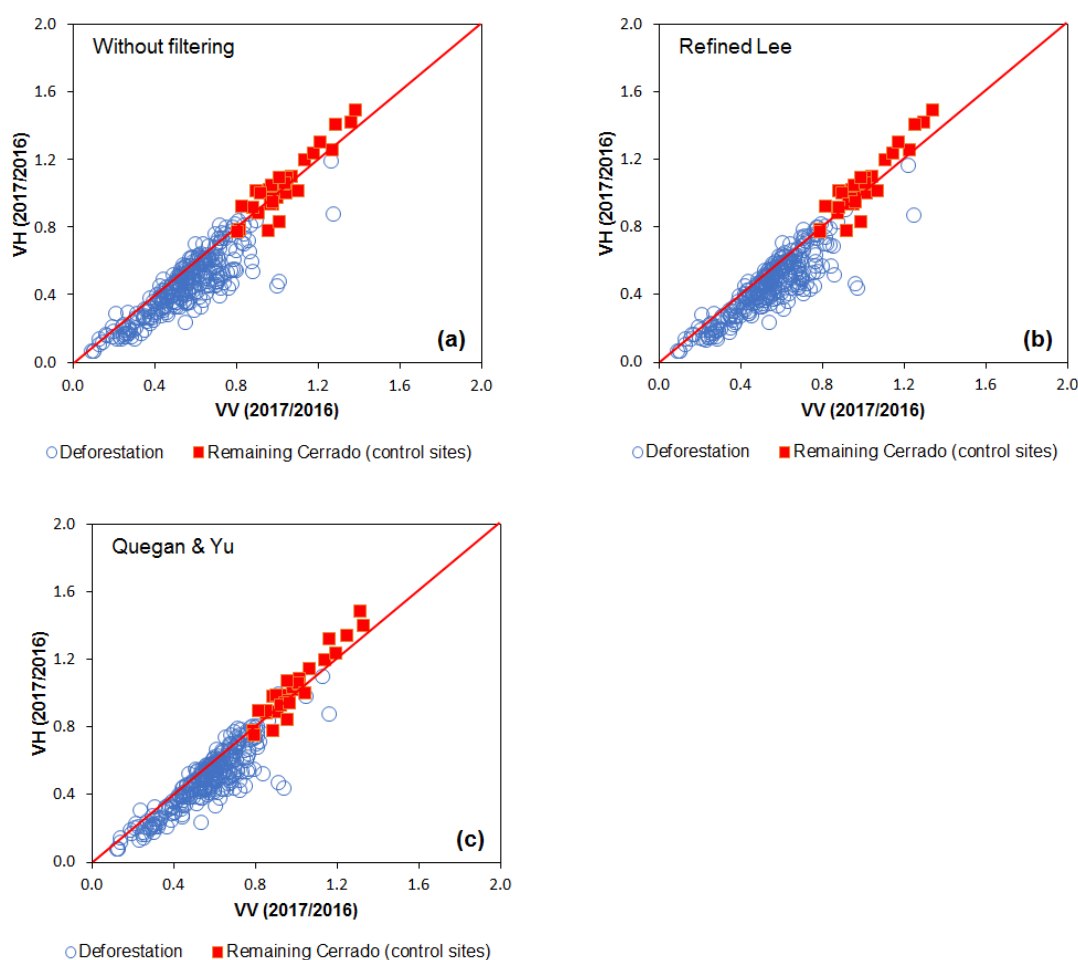 2.0
Without filtering
1.6
1.2
0.8
0.4
0.0
VH (2017/2016)
(a)
0.0 0.4 0.8 1.2 1.6 2.0
VV (2017/2016)
Deforestation Remaining Cerrado (control sites)
2.0
Refined Lee
1.6
1.2
0.8
0.4
0.0
VH (2017/2016)
(b)
0.0 0.4 0.8 1.2 1.6 2.0
VV (2017/2016)
Deforestation Remaining Cerrado (control sites)
2.0
Quegan & Yu
1.6
1.2
0.8
0.4
0.0
VH (2017/2016)
(c)
0.0 0.4 0.8 1.2 1.6 2.0
VV (2017/2016)
Deforestation Remaining Cerrado (control sites)